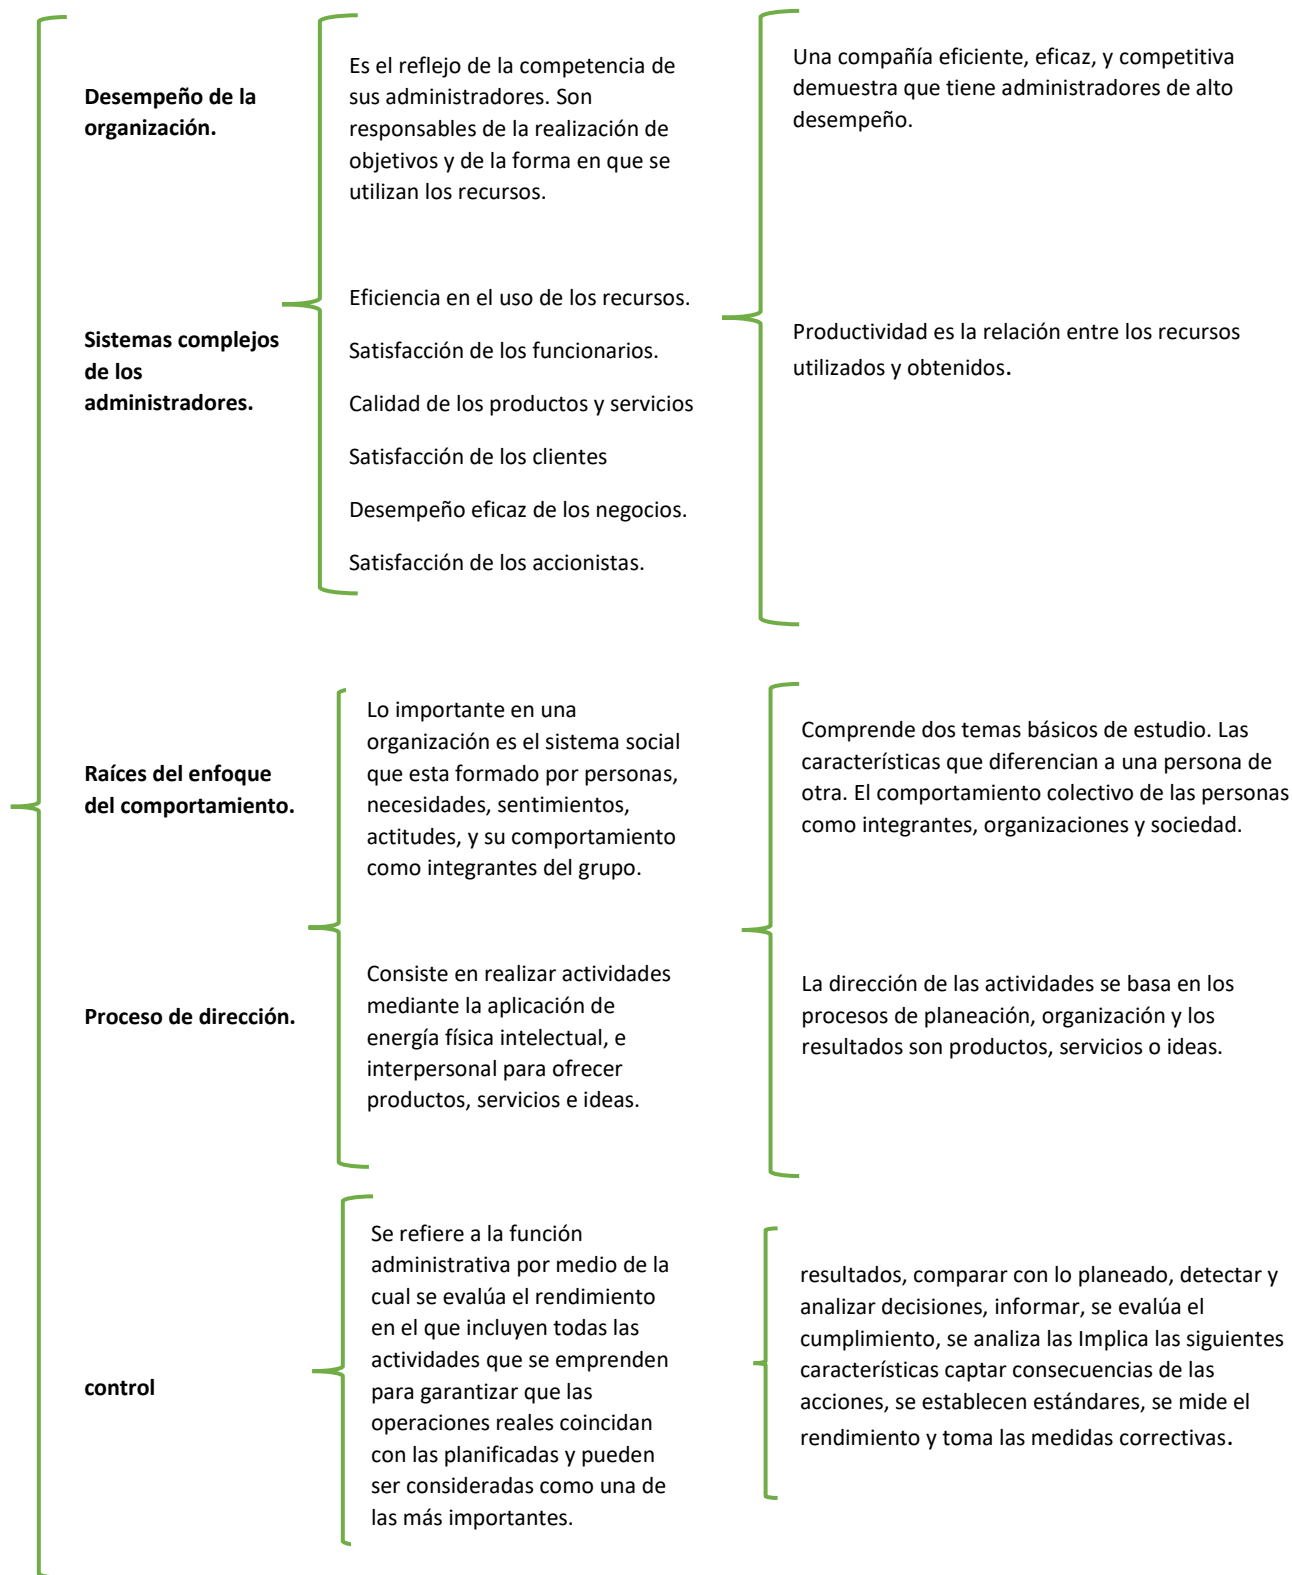 Desempeño de la
organización.
Es el reflejo de la competencia de
sus administradores. Son
responsables de la realización de
objetivos y de la forma en que se
utilizan los recursos.
Una compañía eficiente, eficaz, y competitiva
demuestra que tiene administradores de alto
desempeño.
Sistemas complejos
de los
administradores.
Eficiencia en el uso de los recursos.
Satisfacción de los funcionarios.
Calidad de los productos y servicios
Satisfacción de los clientes
Desempeño eficaz de los negocios.
Satisfacción de los accionistas.
Productividad es la relación entre los recursos
utilizados y obtenidos.
Raíces del enfoque
del comportamiento.
Lo importante en una
organización es el sistema social
que esta formado por personas,
necesidades, sentimientos,
actitudes, y su comportamiento
como integrantes del grupo.
Comprende dos temas básicos de estudio. Las
características que diferencian a una persona de
otra. El comportamiento colectivo de las personas
como integrantes, organizaciones y sociedad.
Proceso de dirección.
Consiste en realizar actividades
mediante la aplicación de
energía física intelectual, e
interpersonal para ofrecer
productos, servicios e ideas.
La dirección de las actividades se basa en los
procesos de planeación, organización y los
resultados son productos, servicios o ideas.
control
Se refiere a la función
administrativa por medio de la
cual se evalúa el rendimiento
en el que incluyen todas las
actividades que se emprenden
para garantizar que las
operaciones reales coincidan
con las planificadas y pueden
ser consideradas como una de
las más importantes.
resultados, comparar con lo planeado, detectar y
analizar decisiones, informar, se evalúa el
cumplimiento, se analiza las Implica las siguientes
características captar consecuencias de las
acciones, se establecen estándares, se mide el
rendimiento y toma las medidas correctivas.